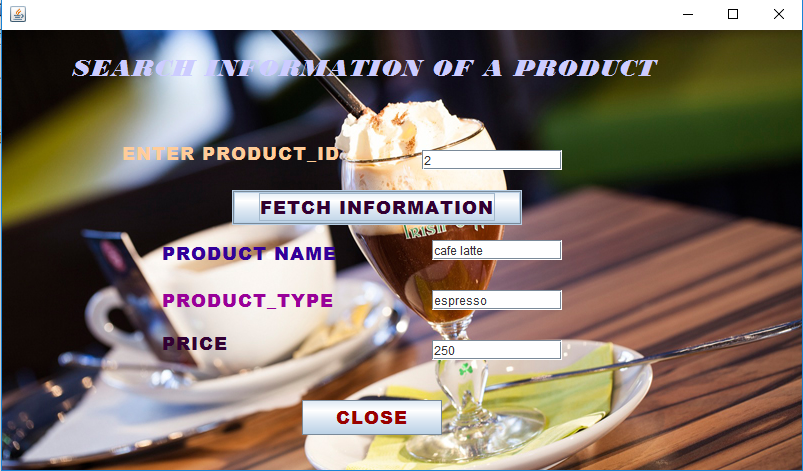 SEARCH INFORMATION OF A PRODUCT
ENTER PRODUCT_ID 2
FETCH INFORMATION
PRODUCT NAME cafe latte
PRODUCT_TYPE espresso
PRICE 250
CLOSE